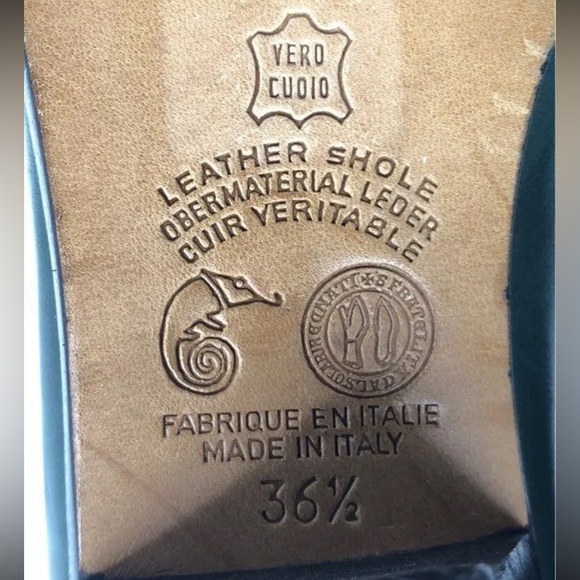 VERO
CUOIO
LEATHER SHOLE
OBERMATERIAL LEDER
CUIR VERITABLE
FABRIQUE EN ITALIE
MADE IN ITALY
36½